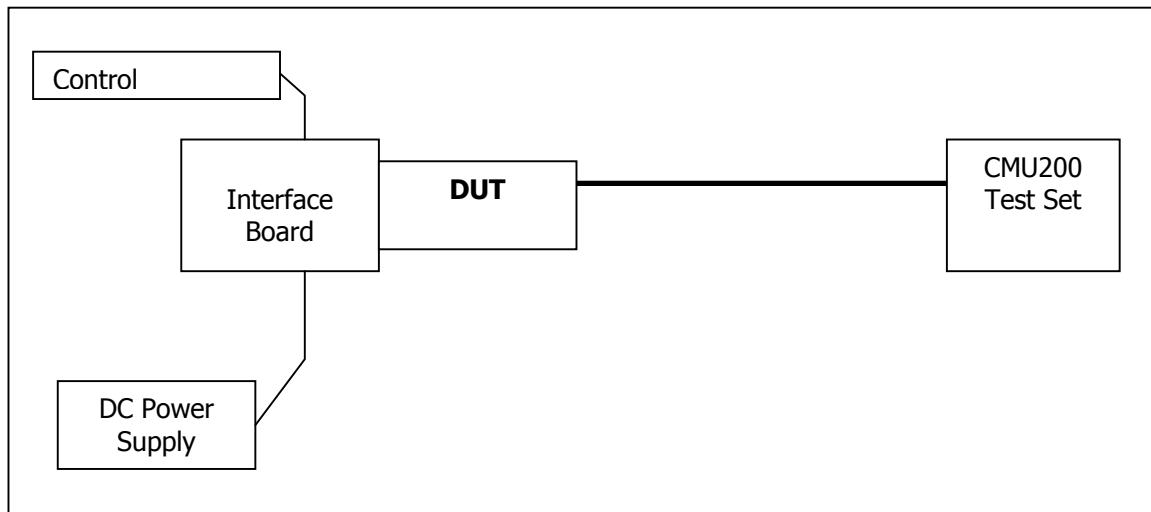 Control
Interface
Board
DUT
CMU200
Test Set
DC Power
Supply